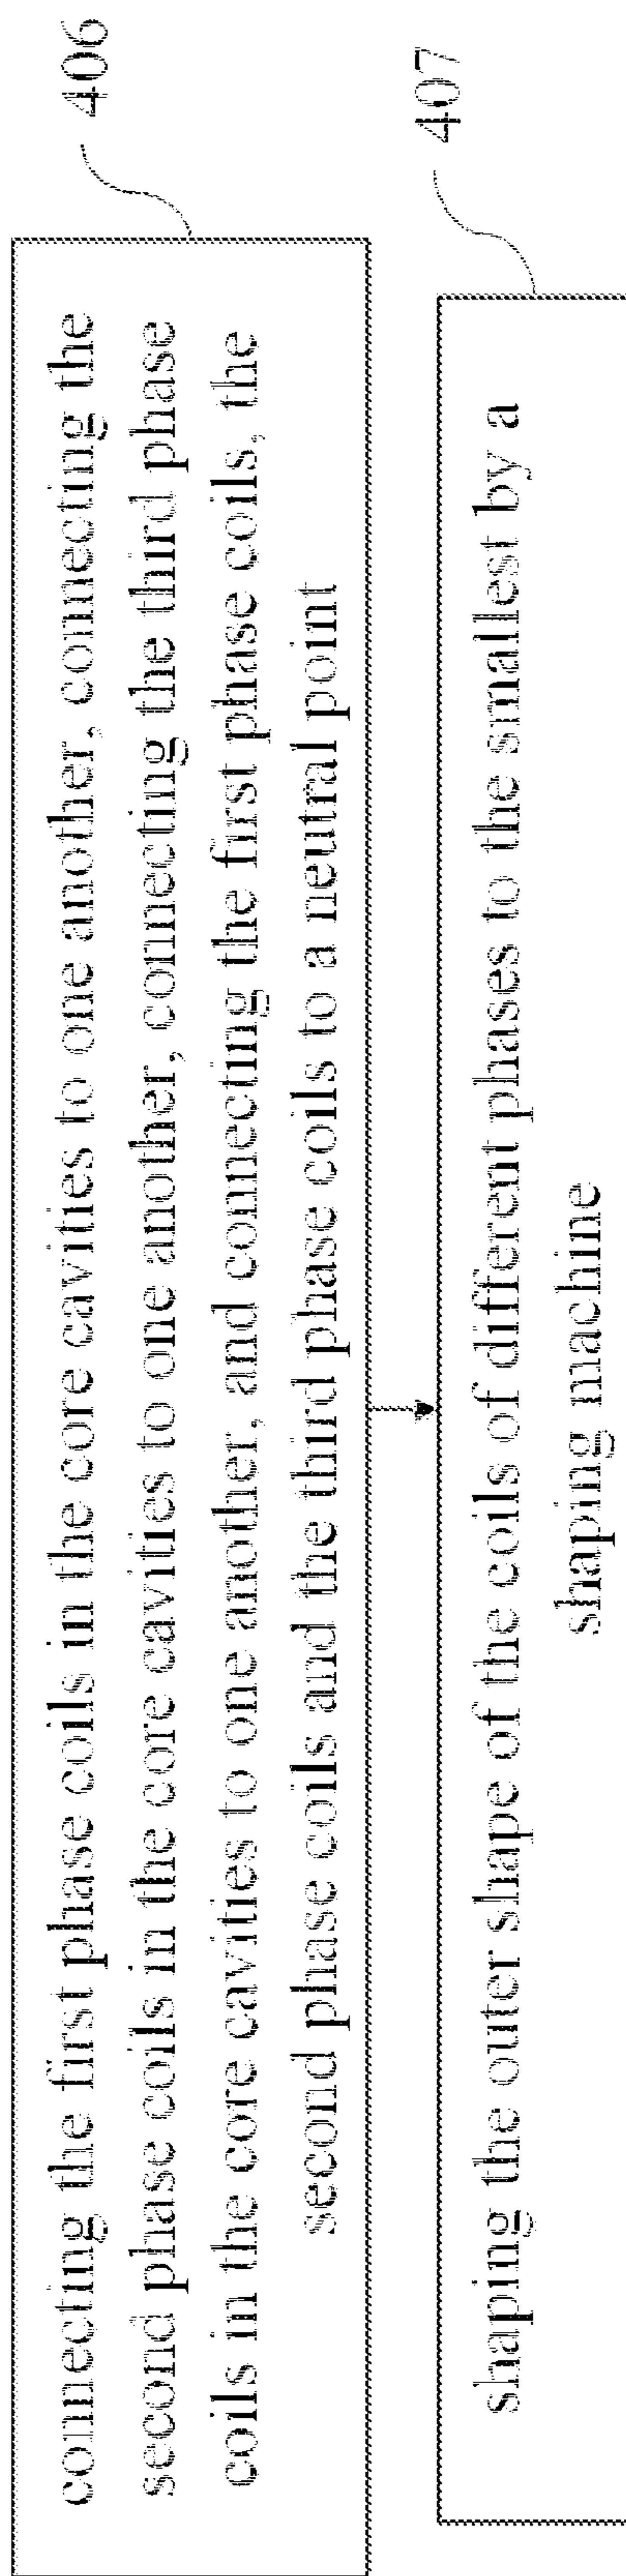 connecting the first phase coils in the core cavities to one another, connecting the
second phase coils in the core cavities to one another, connecting the third phase
coils in the core cavities to one another, and connecting the first phase coils, the
second phase coils and the third phase coils to a neutral point
406
shaping the outer shape of the coils of different phases to the smallest by a
shaping machine
407